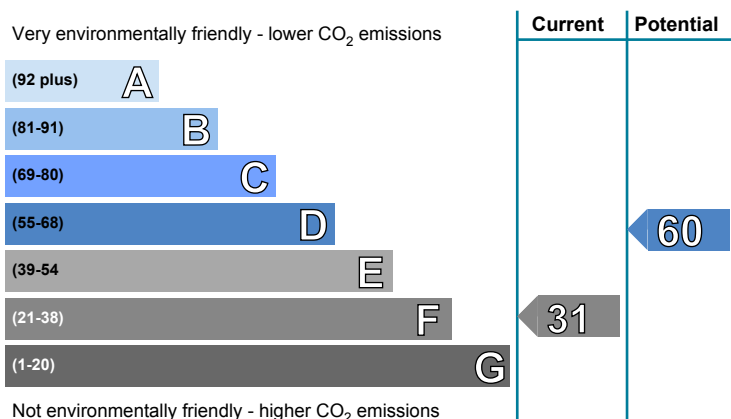 Very environmentally friendly - lower CO2 emissions
Current
Potential
(92 plus) A
(81-91) B
(69-80) C
(55-68) D
60
(39-54 E
(21-38) F
31
(1-20) G
Not environmentally friendly - higher CO2 emissions